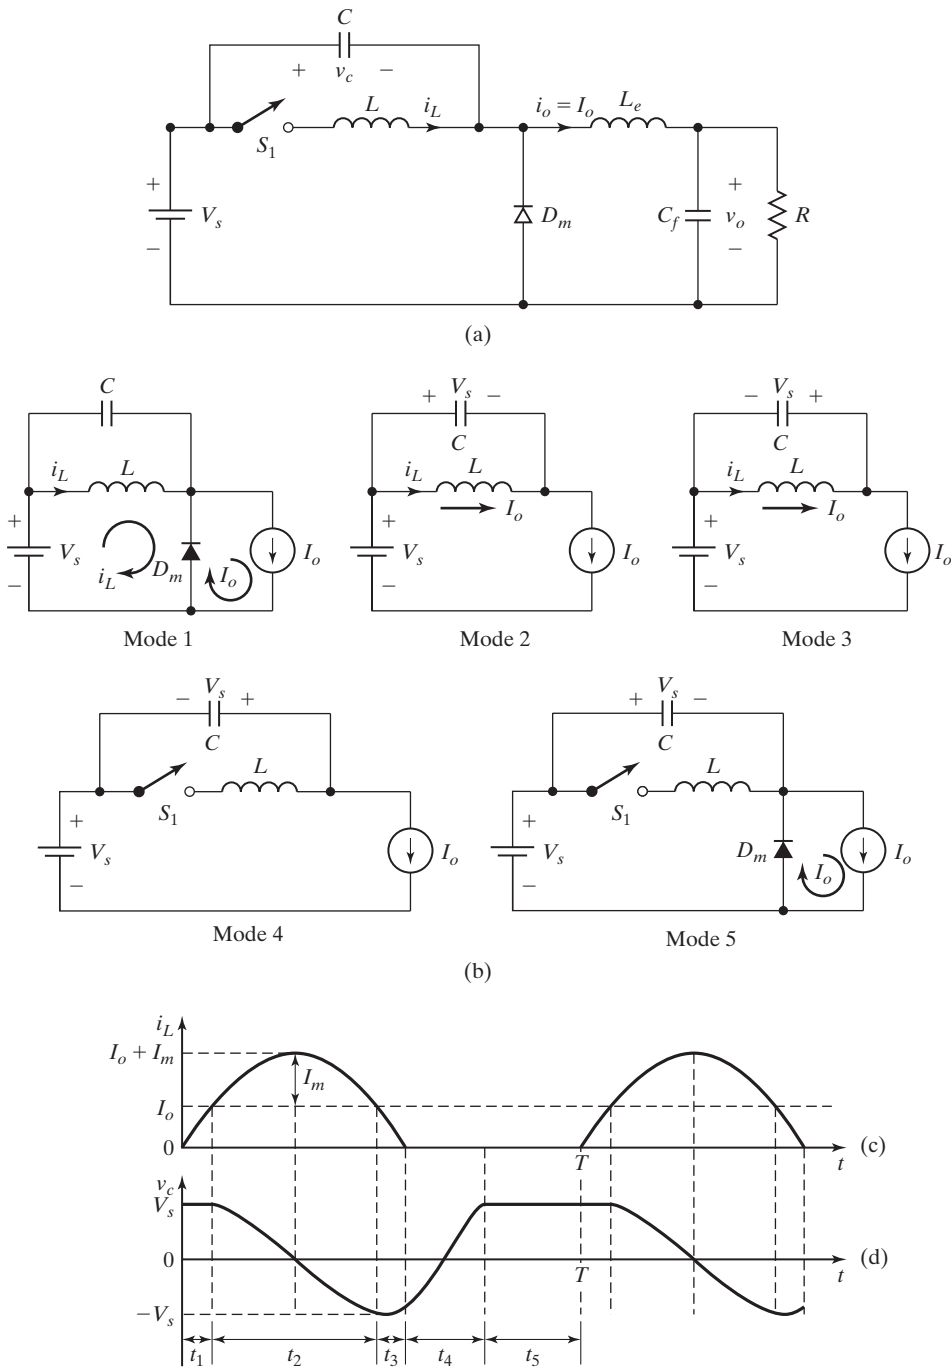 C
+ v_c −
L
i_L
S_1
i_o = I_o
L_e
+
V_s
−
D_m
C_f
+
v_o
−
R
(a)
C
i_L
L
+
V_s
−
i_L
D_m
I_o
I_o
Mode 1
+ V_s −
C
i_L
L
I_o
+
V_s
−
I_o
Mode 2
− V_s +
C
i_L
L
I_o
+
V_s
−
I_o
Mode 3
− V_s +
C
L
S_1
+
V_s
−
I_o
Mode 4
+ V_s −
C
L
S_1
+
V_s
−
D_m
I_o
I_o
Mode 5
(b)
i_L
I_o + I_m
I_m
I_o
0
T
t
(c)
v_c
V_s
0
T
t
(d)
−V_s
t_1 t_2 t_3 t_4 t_5